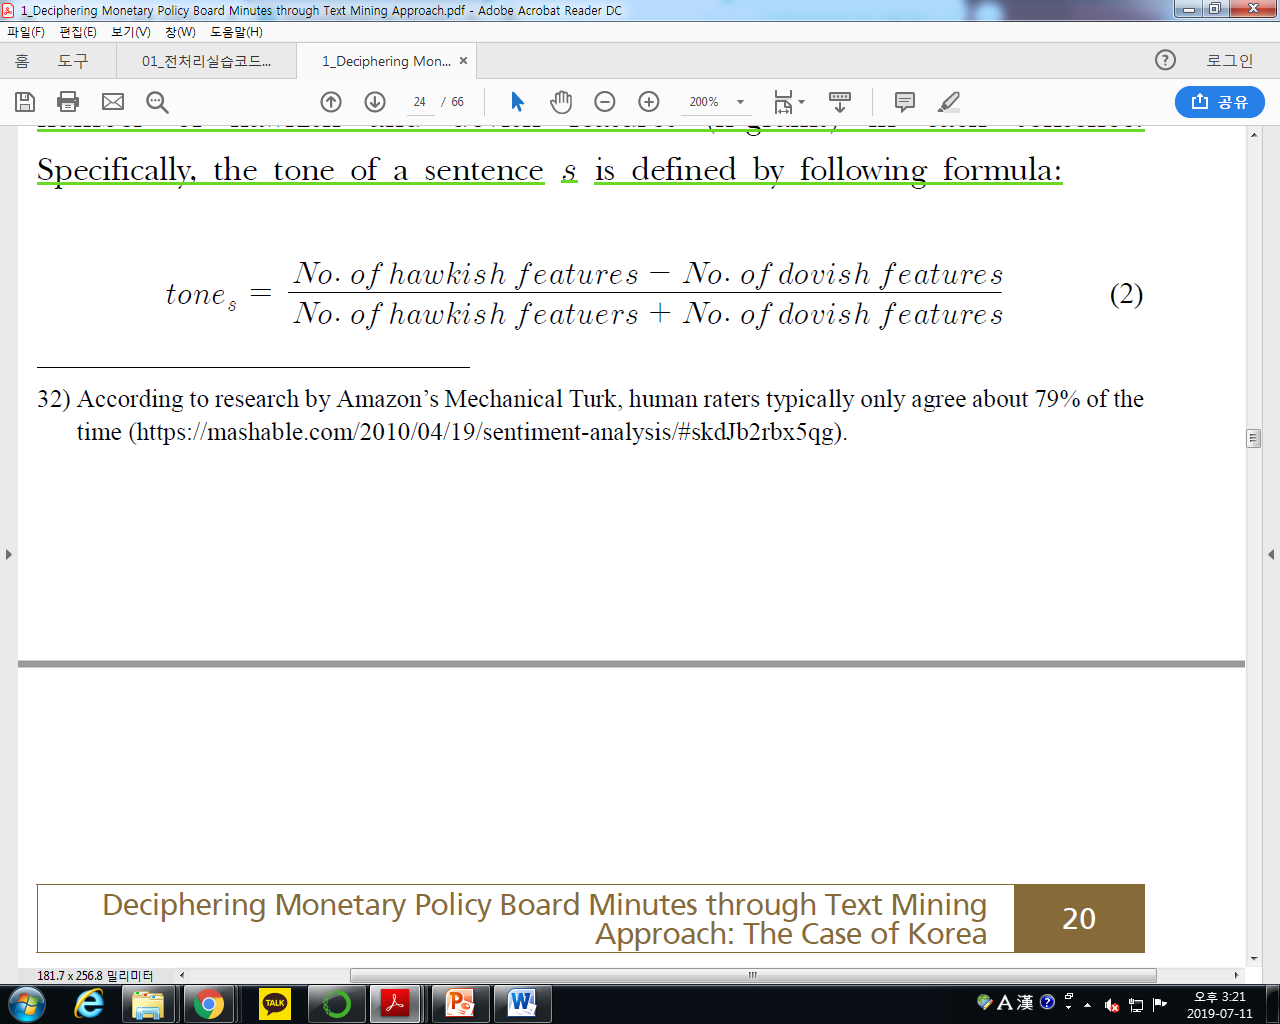 1_Deciphering Monetary Policy Board Minutes through Text Mining Approach.pdf - Adobe Acrobat Reader DC
파일(F) 편집(E) 보기(V) 창(W) 도움말(H)
홈 도구 01_전처리실습코드... 1_Deciphering Mon... × ? 로그인
24 / 66 200% 공유
Specifically, the tone of a sentence s is defined by following formula:
No. of hawkish features − No. of dovish features
tone_s = (2)
No. of hawkish featuers + No. of dovish features
32) According to research by Amazon’s Mechanical Turk, human raters typically only agree about 79% of the
time (https://mashable.com/2010/04/19/sentiment-analysis/#skdJb2rbx5qg).
Deciphering Monetary Policy Board Minutes through Text Mining
Approach: The Case of Korea
20
181.7 x 256.8 밀리미터
TALK A 漢 ? 오후 3:21
2019-07-11